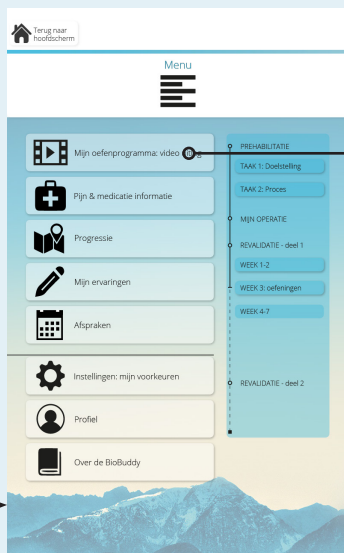 Terug naar
hoofdscherm
Menu
Mijn oefenprogramma: video
Pijn & medicatie informatie
Progressie
Mijn ervaringen
Afspraken
Instellingen: mijn voorkeuren
Profiel
Over de BioBuddy
PREHABILITATIE
TAAK 1: Doelstelling
TAAK 2: Proces
MIJN OPERATIE
REVALIDATIE - deel 1
WEEK 1-2
WEEK 3: oefeningen
WEEK 4-7
REVALIDATIE - deel 2